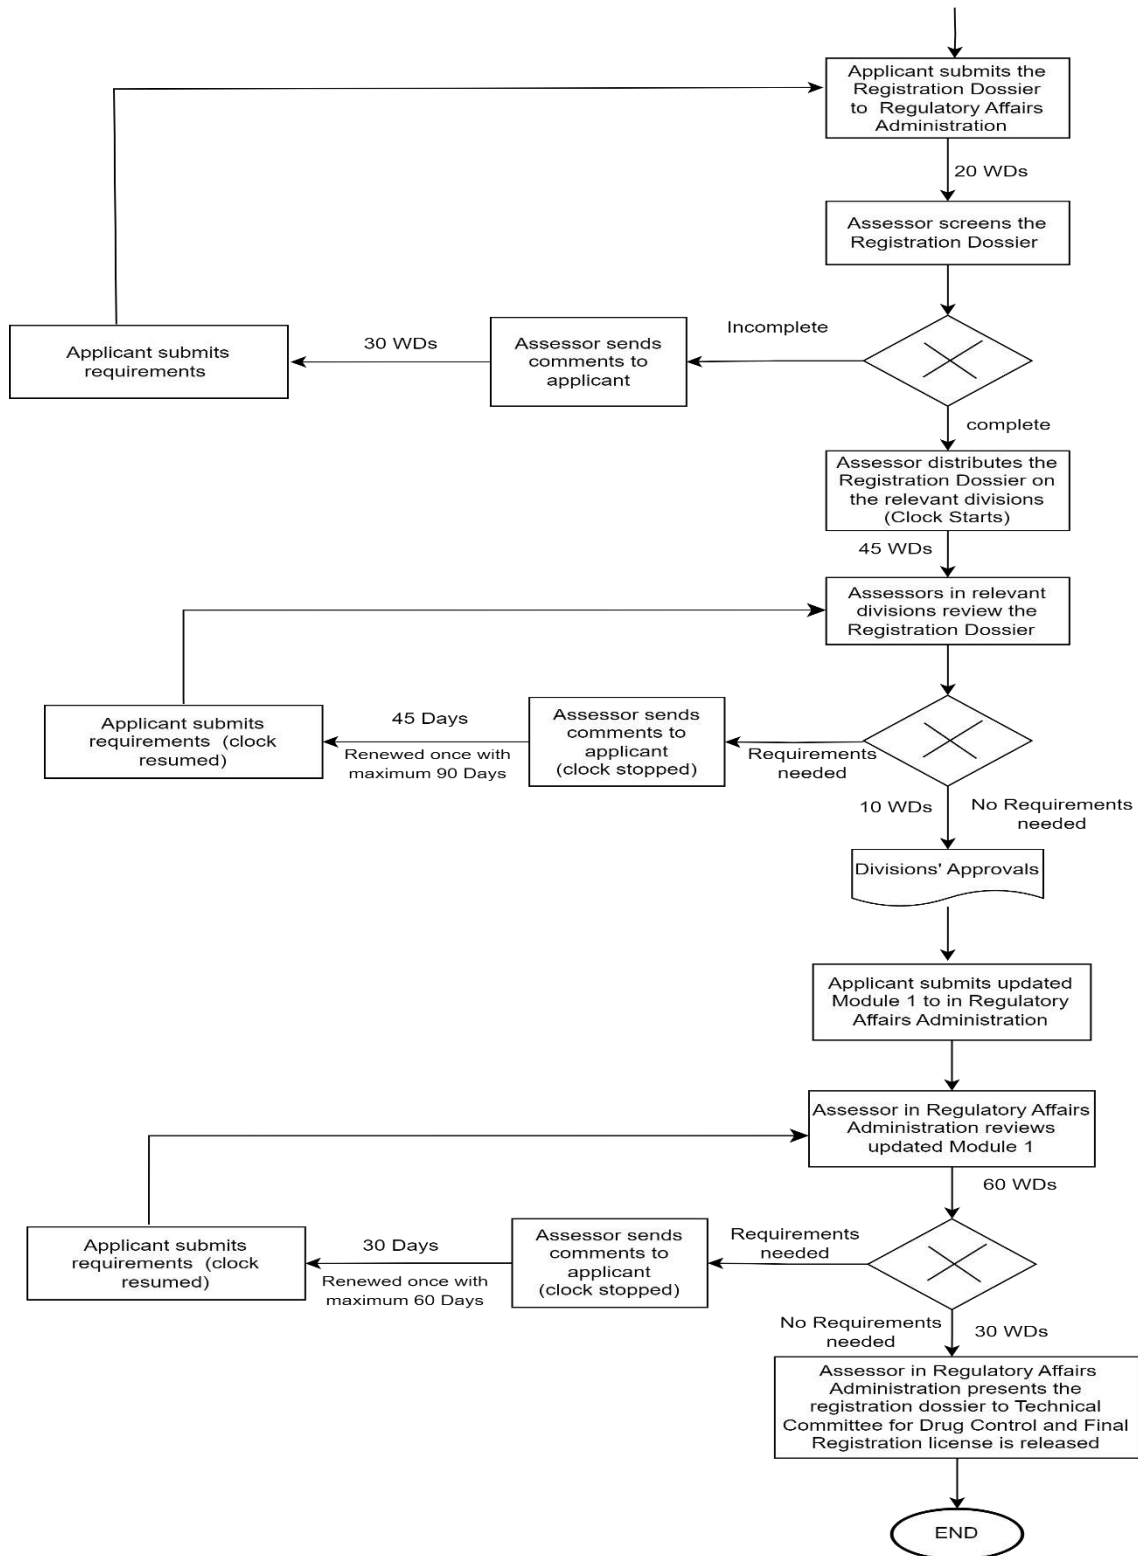 Applicant submits the
Registration Dossier
to Regulatory Affairs
Administration
20 WDs
Assessor screens the
Registration Dossier
Incomplete
Assessor sends
comments to
applicant
30 WDs
Applicant submits
requirements
complete
Assessor distributes the
Registration Dossier on
the relevant divisions
(Clock Starts)
45 WDs
Assessors in relevant
divisions review the
Registration Dossier
Requirements
needed
Assessor sends
comments to
applicant
(clock stopped)
45 Days
Renewed once with
maximum 90 Days
Applicant submits
requirements (clock
resumed)
10 WDs
No Requirements
needed
Divisions' Approvals
Applicant submits updated
Module 1 to in Regulatory
Affairs Administration
Assessor in Regulatory Affairs
Administration reviews
updated Module 1
60 WDs
Requirements
needed
Assessor sends
comments to
applicant
(clock stopped)
30 Days
Renewed once with
maximum 60 Days
Applicant submits
requirements (clock
resumed)
No Requirements
needed
30 WDs
Assessor in Regulatory Affairs
Administration presents the
registration dossier to Technical
Committee for Drug Control and Final
Registration license is released
END